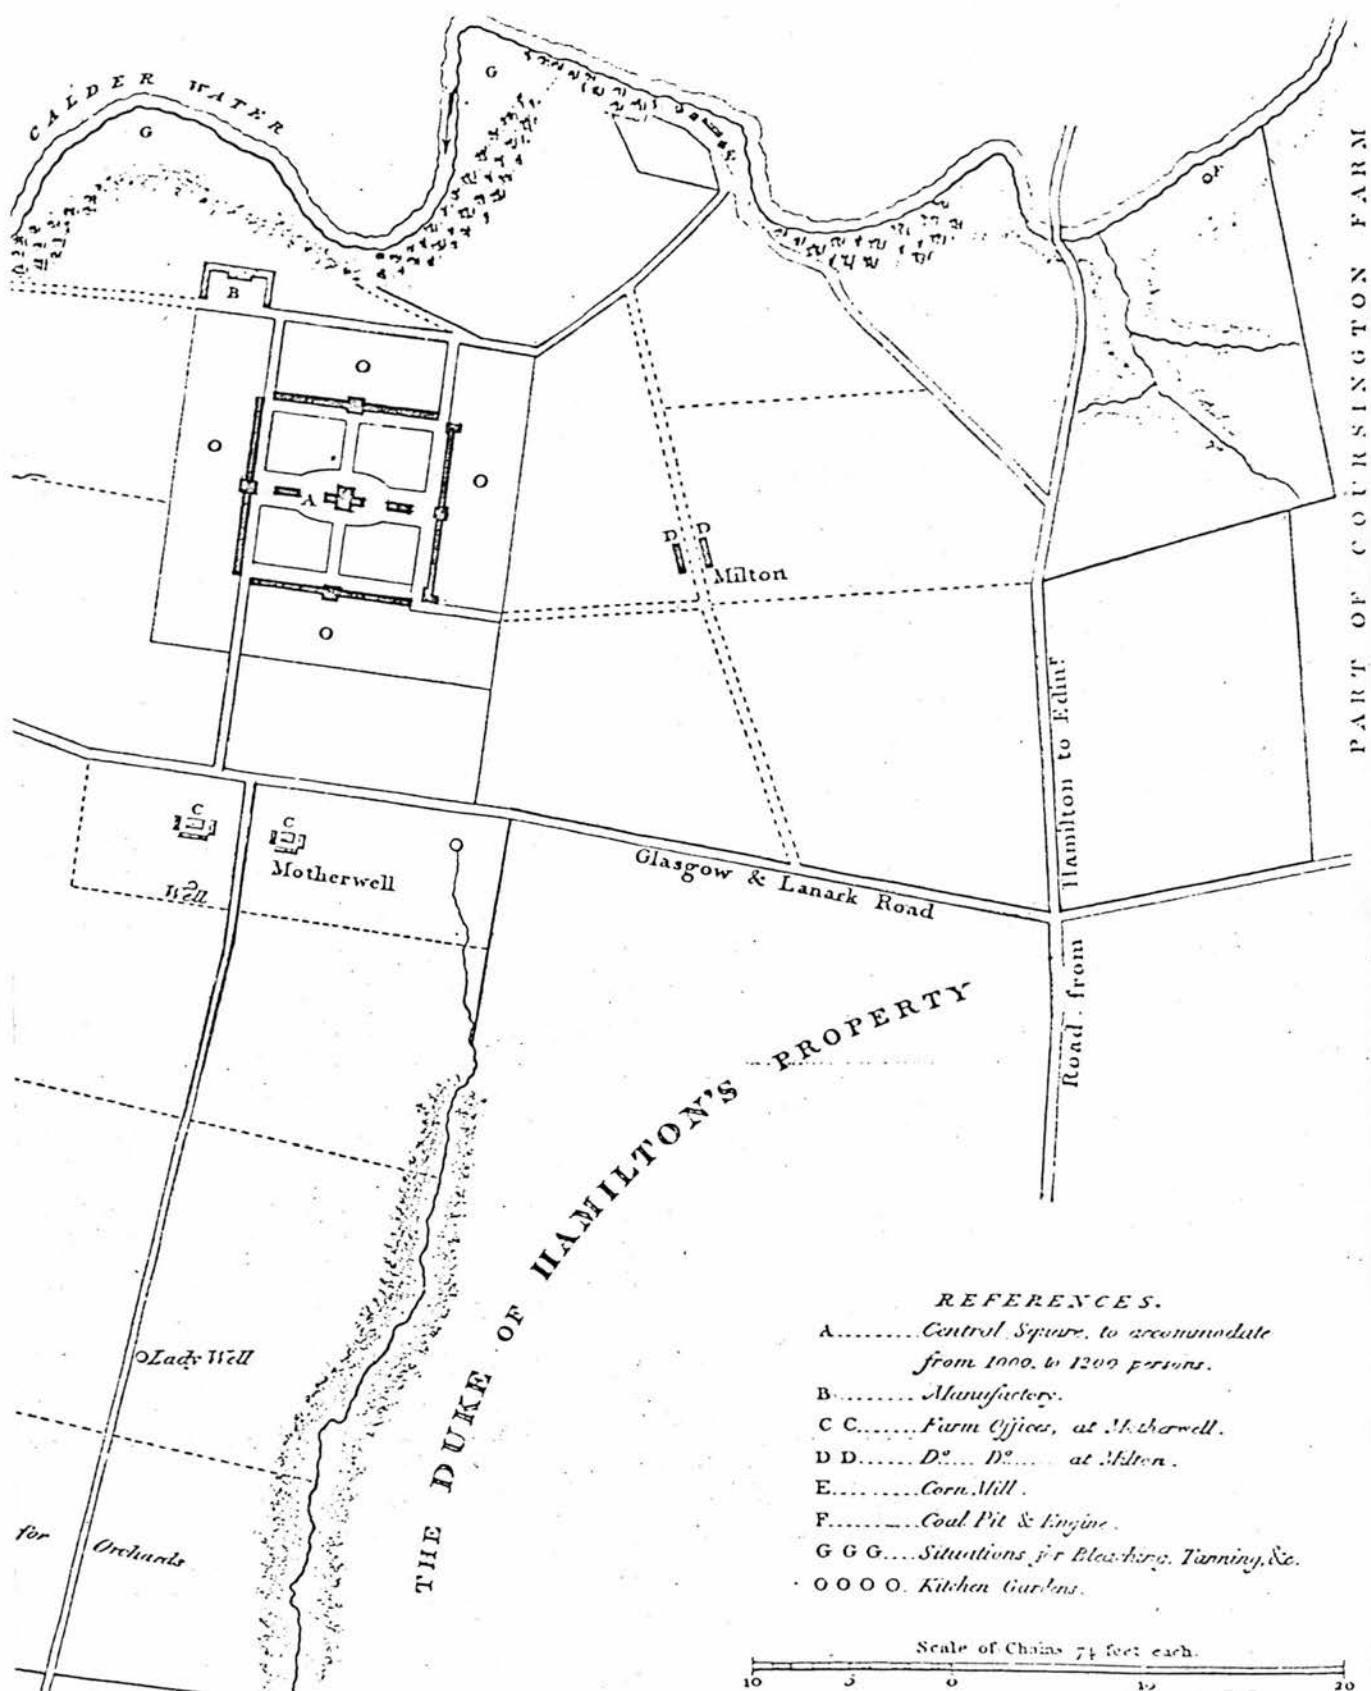 CALDER WATER
G
G
E
B
O
O
O
A
O
D D
Milton
PART OF COURSINGTON FARM
Hamilton to Edinr
Road from
C
C
Motherwell
Well
Glasgow & Lanark Road
THE DUKE OF HAMILTON'S PROPERTY
Lady Well
for Orchards
REFERENCES.
A......... Central Square, to accommodate
from 1000. to 1200 persons.
B......... Manufactory.
C C....... Farm Offices, at Motherwell.
D D...... Do.... Do..... at Milton.
E.......... Corn Mill.
F.......... Coal Pit & Engine.
G G G.... Situations for Bleaching, Tanning, &c.
O O O O. Kitchen Gardens.
Scale of Chains 74 feet each.
10 5 0 10 20